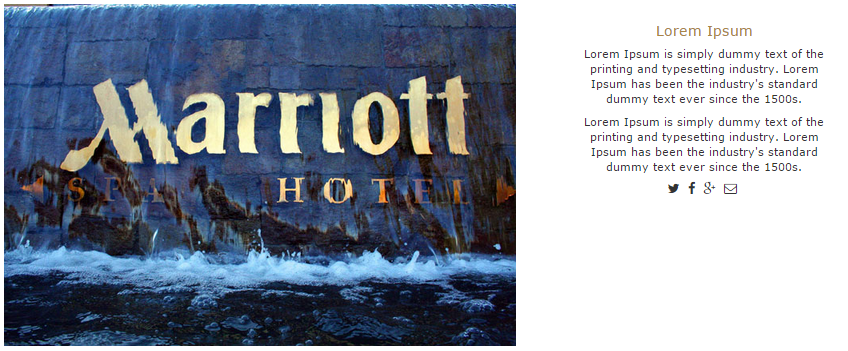 Marriott
SPA HOTEL
Lorem Ipsum
Lorem Ipsum is simply dummy text of the
printing and typesetting industry. Lorem
Ipsum has been the industry's standard
dummy text ever since the 1500s.
Lorem Ipsum is simply dummy text of the
printing and typesetting industry. Lorem
Ipsum has been the industry's standard
dummy text ever since the 1500s.